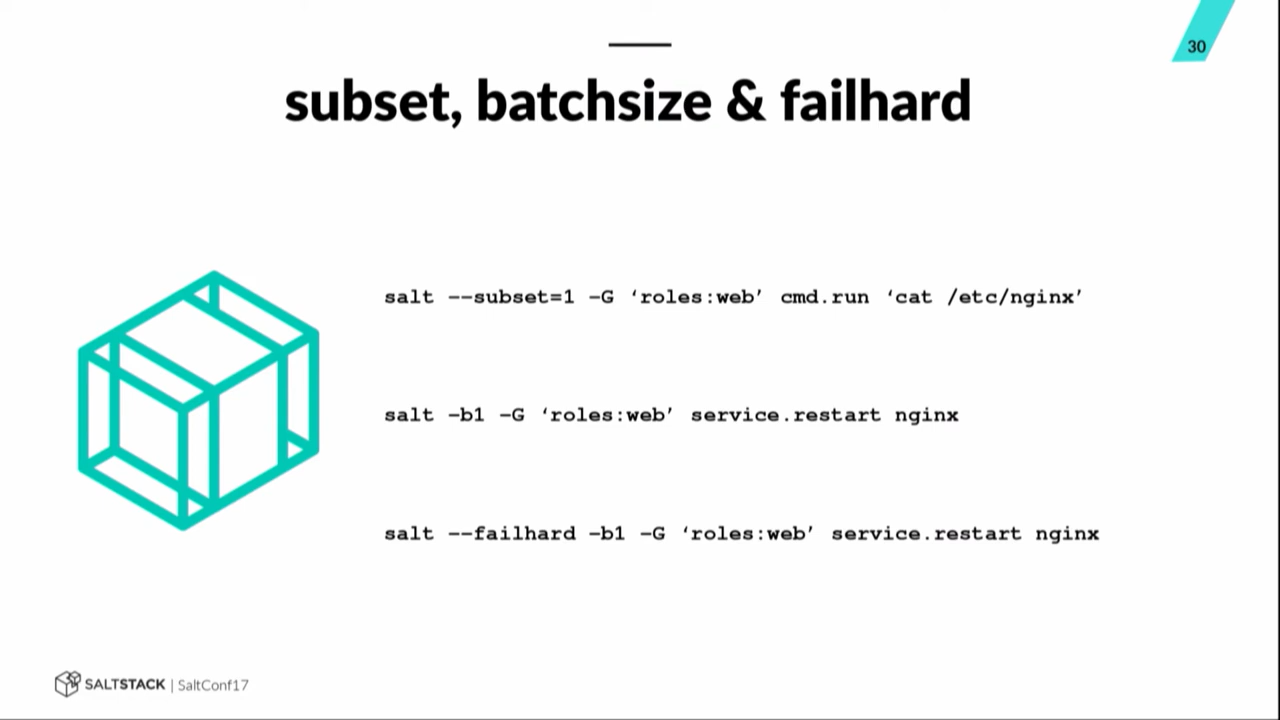 30
subset, batchsize & failhard
salt --subset=1 -G ‘roles:web’ cmd.run ‘cat /etc/nginx’
salt -b1 -G ‘roles:web’ service.restart nginx
salt --failhard -b1 -G ‘roles:web’ service.restart nginx
SALTSTACK | SaltConf17